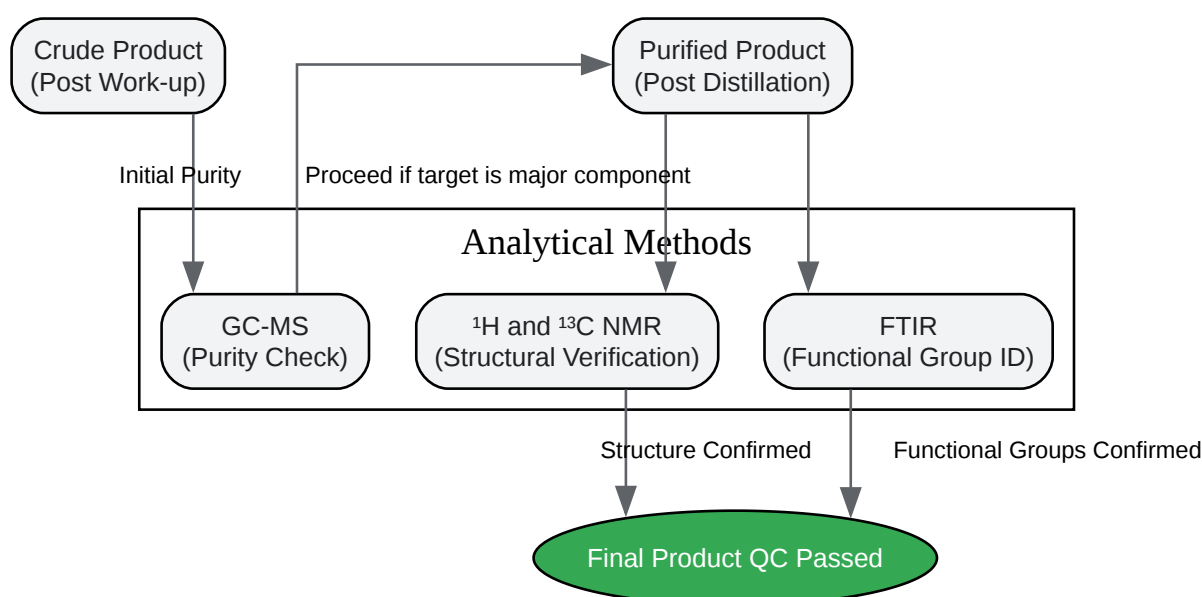 Crude Product
(Post Work-up)
Purified Product
(Post Distillation)
Initial Purity
Proceed if target is major component
Analytical Methods
GC-MS
(Purity Check)
¹H and ¹³C NMR
(Structural Verification)
FTIR
(Functional Group ID)
Structure Confirmed
Functional Groups Confirmed
Final Product QC Passed